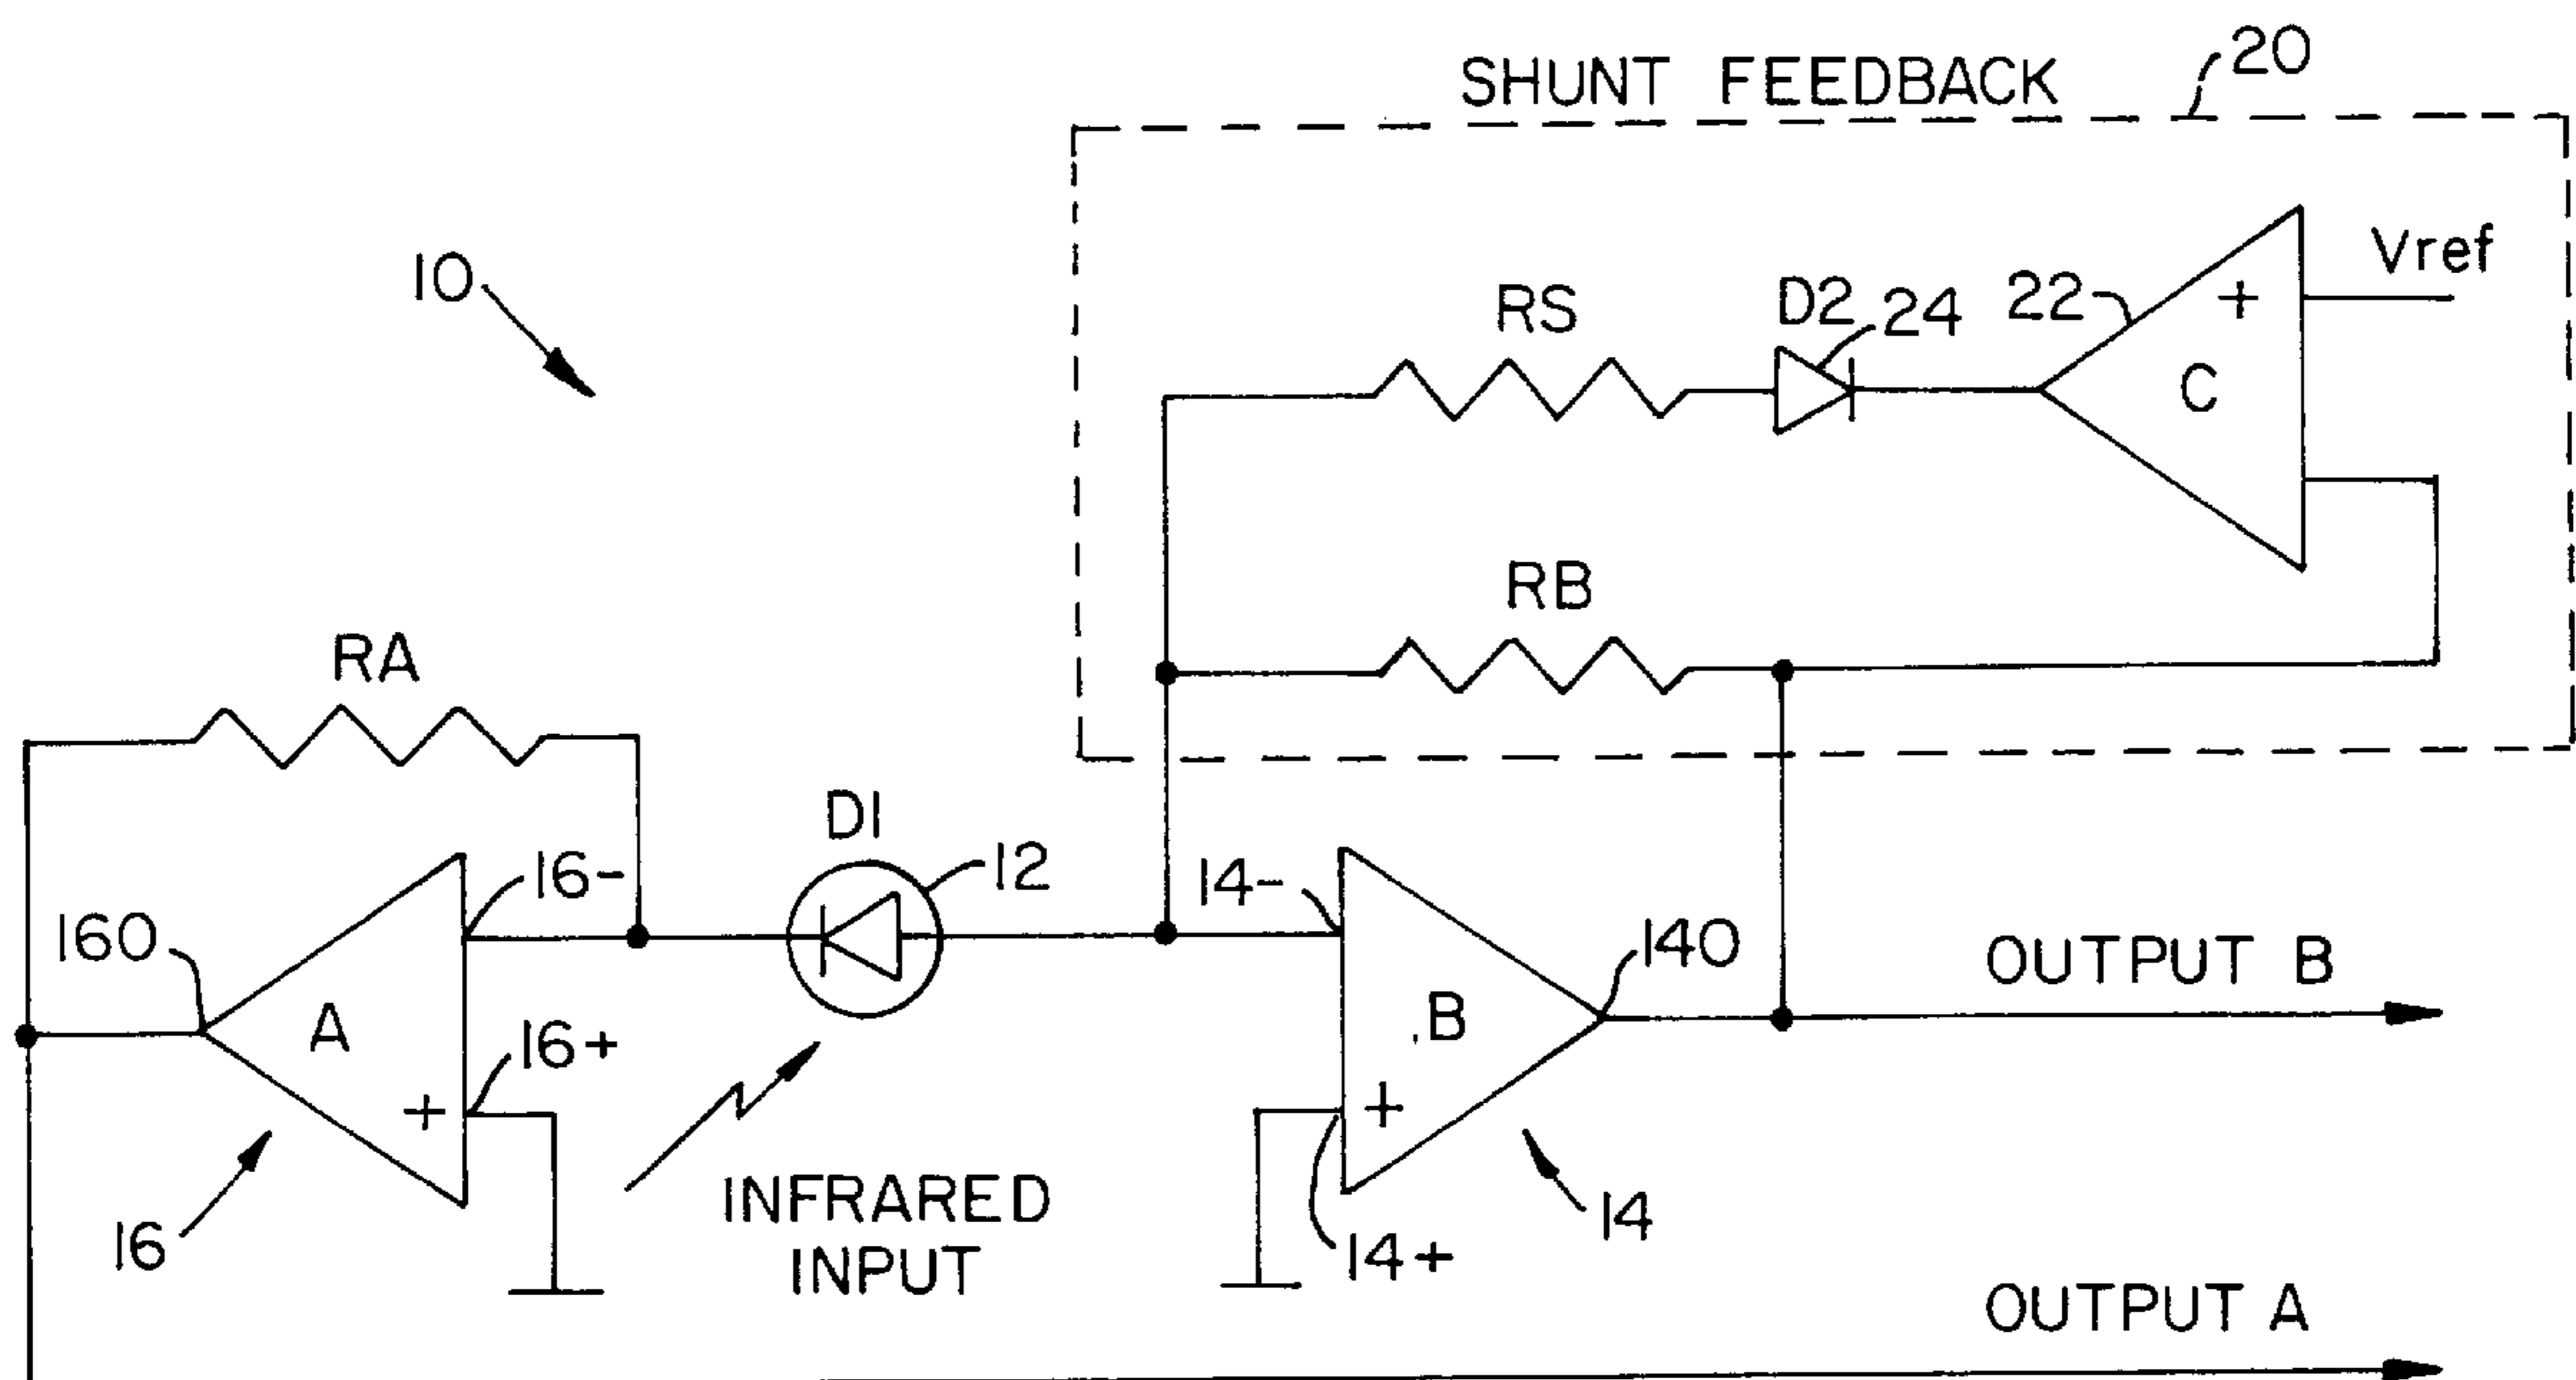 20
SHUNT FEEDBACK
10
RS
D2
24
22
+
Vref
C
RB
RA
D1
12
16-
14-
160
140
A
B
OUTPUT B
16+
+
+
INFRARED
INPUT
16
14
14+
OUTPUT A